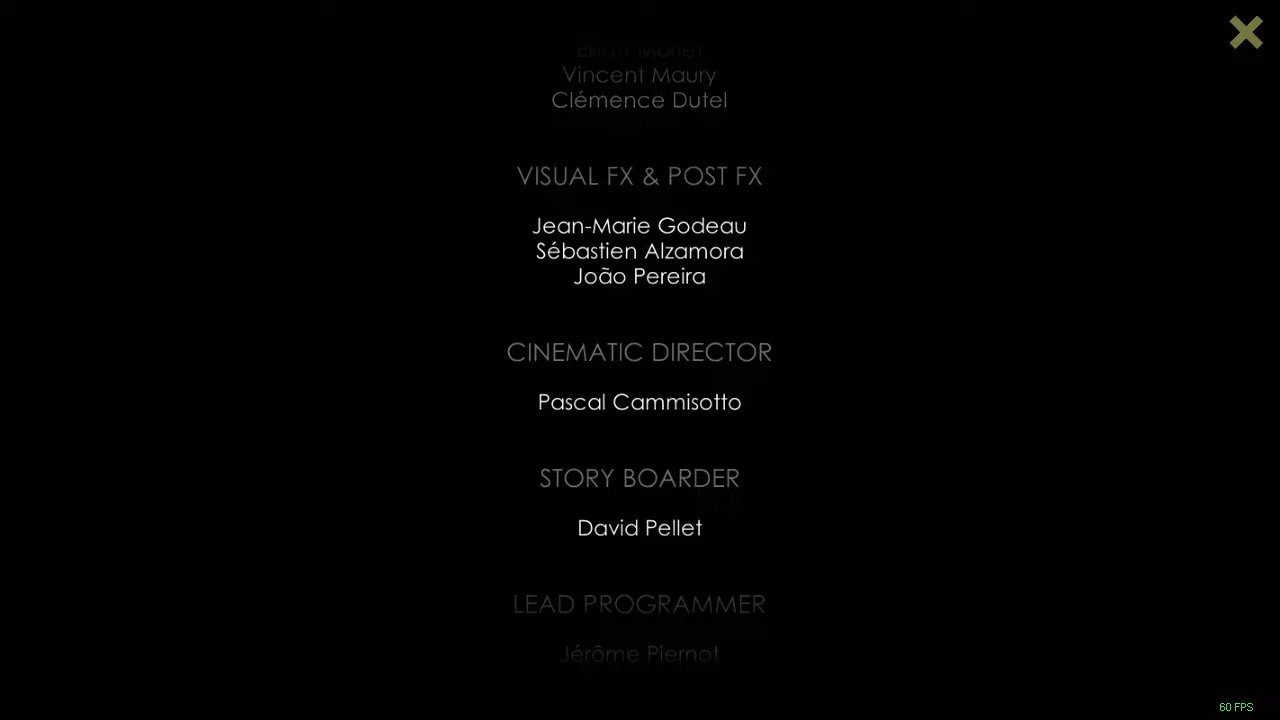 Vincent Maury
Clémence Dutel
VISUAL FX & POST FX
Jean-Marie Godeau
Sébastien Alzamora
João Pereira
CINEMATIC DIRECTOR
Pascal Cammisotto
STORY BOARDER
David Pellet
LEAD PROGRAMMER
Jérôme Piernot
60 FPS